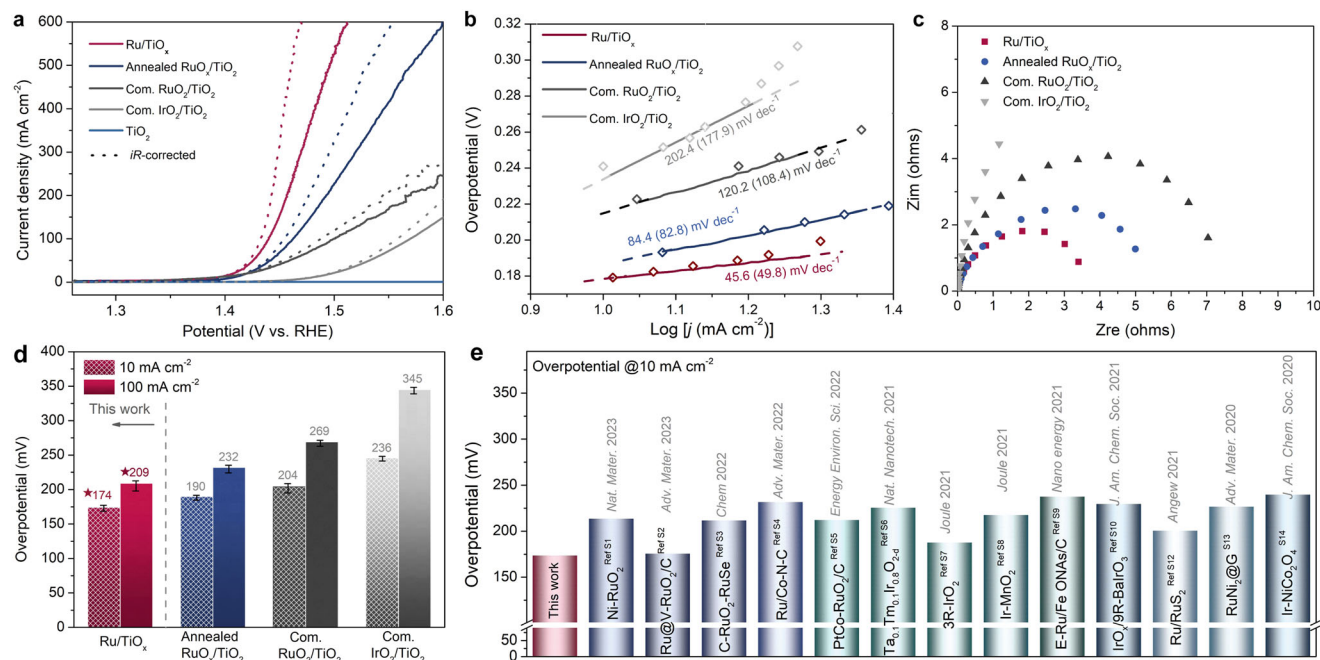 a
Current density (mA cm⁻²)
600
500
400
300
200
100
0
Ru/TiOₓ
Annealed RuOₓ/TiO₂
Com. RuO₂/TiO₂
Com. IrO₂/TiO₂
TiO₂
iR-corrected
1.3
1.4
1.5
1.6
Potential (V vs. RHE)
b
Overpotential (V)
0.32
0.30
0.28
0.26
0.24
0.22
0.20
0.18
Ru/TiOₓ
Annealed RuOₓ/TiO₂
Com. RuO₂/TiO₂
Com. IrO₂/TiO₂
202.4 (177.9) mV dec⁻¹
120.2 (108.4) mV dec⁻¹
84.4 (82.8) mV dec⁻¹
45.6 (49.8) mV dec⁻¹
0.9
1.0
1.1
1.2
1.3
1.4
Log [j (mA cm⁻²)]
c
Zim (ohms)
8
6
4
2
0
Ru/TiOₓ
Annealed RuOₓ/TiO₂
Com. RuO₂/TiO₂
Com. IrO₂/TiO₂
0
1
2
3
4
5
6
7
8
9
10
Zre (ohms)
d
Overpotential (mV)
400
350
300
250
200
150
100
50
0
10 mA cm⁻²
100 mA cm⁻²
This work
★174
★209
190
232
204
269
236
345
Ru/TiOₓ
Annealed
RuOₓ/TiO₂
Com.
RuO₂/TiO₂
Com.
IrO₂/TiO₂
e
Overpotential @10 mA cm⁻²
Overpotential (mV)
350
300
250
200
175
50
0
This work
Ni-RuO₂ Ref S1
Nat. Mater. 2023
Ru@V-RuO₂/C Ref S2
Adv. Mater. 2023
C-RuO₂-RuSe Ref S3
Chem 2022
Ru/Co-N-C Ref S4
Adv. Mater. 2022
PtCo-RuO₂/C Ref S5
Energy Environ. Sci. 2022
Ta₀.₁Tm₀.₁Ir₀.₈O₂₋d Ref S6
Nat. Nanotech. 2021
3R-IrO₂ Ref S7
Joule 2021
Ir-MnO₂ Ref S8
Joule 2021
E-Ru/Fe ONAs/C Ref S9
Nano energy 2021
IrOₓ/9R-BaIrO₃ Ref S10
J. Am. Chem. Soc. 2021
Ru/RuS₂ Ref S12
Angew 2021
RuNi₂@G S13
Adv. Mater. 2020
Ir-NiCo₂O₄ S14
J. Am. Chem. Soc. 2020